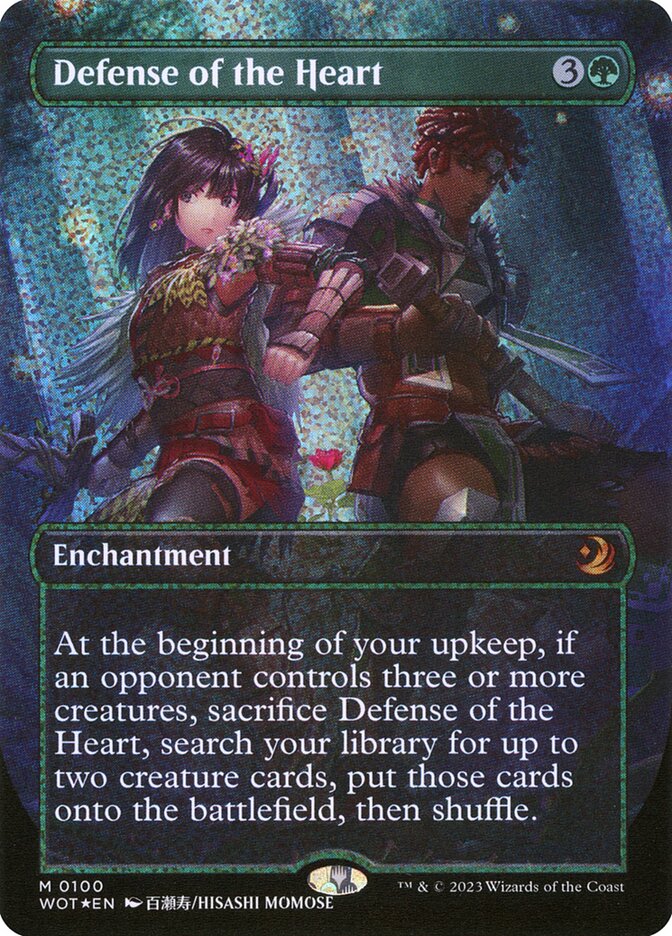 Defense of the Heart 3
Enchantment
At the beginning of your upkeep, if
an opponent controls three or more
creatures, sacrifice Defense of the
Heart, search your library for up to
two creature cards, put those cards
onto the battlefield, then shuffle.
M 0100
™ & © 2023 Wizards of the Coast
WOT★EN 百瀬寿/HISASHI MOMOSE